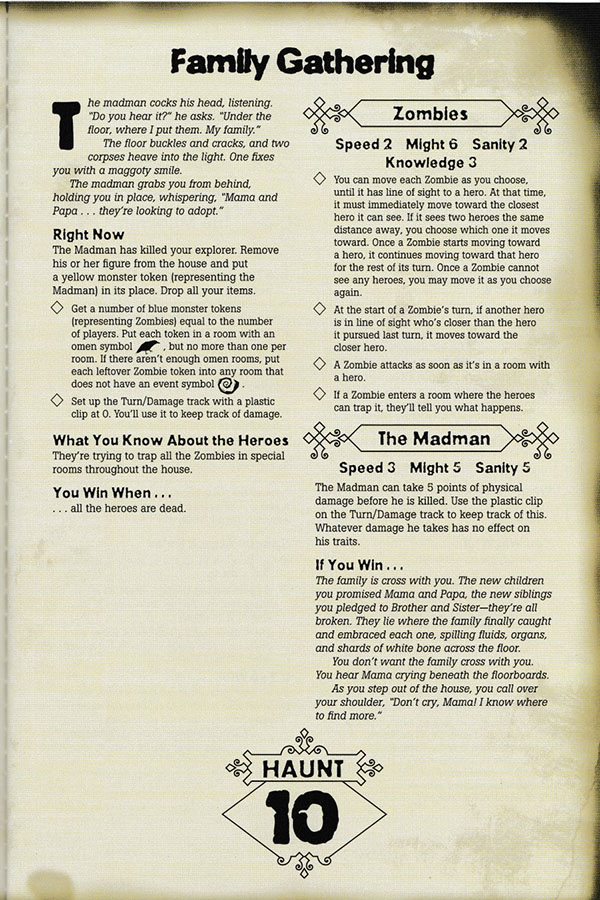 Family Gathering
The madman cocks his head, listening.
"Do you hear it?" he asks. "Under the
floor, where I put them. My family."
The floor buckles and cracks, and two
corpses heave into the light. One fixes
you with a maggoty smile.
The madman grabs you from behind,
holding you in place, whispering, "Mama and
Papa . . . they're looking to adopt."
Right Now
The Madman has killed your explorer. Remove
his or her figure from the house and put
a yellow monster token (representing the
Madman) in its place. Drop all your items.
Get a number of blue monster tokens
(representing Zombies) equal to the number
of players. Put each token in a room with an
omen symbol , but no more than one per
room. If there aren't enough omen rooms, put
each leftover Zombie token into any room that
does not have an event symbol .
Set up the Turn/Damage track with a plastic
clip at 0. You'll use it to keep track of damage.
What You Know About the Heroes
They're trying to trap all the Zombies in special
rooms throughout the house.
You Win When . . .
. . . all the heroes are dead.
Zombies
Speed 2 Might 6 Sanity 2
Knowledge 3
You can move each Zombie as you choose,
until it has line of sight to a hero. At that time,
it must immediately move toward the closest
hero it can see. If it sees two heroes the same
distance away, you choose which one it moves
toward. Once a Zombie starts moving toward
a hero, it continues moving toward that hero
for the rest of its turn. Once a Zombie cannot
see any heroes, you may move it as you choose
again.
At the start of a Zombie's turn, if another hero
is in line of sight who's closer than the hero
it pursued last turn, it moves toward the
closer hero.
A Zombie attacks as soon as it's in a room with
a hero.
If a Zombie enters a room where the heroes
can trap it, they'll tell you what happens.
The Madman
Speed 3 Might 5 Sanity 5
The Madman can take 5 points of physical
damage before he is killed. Use the plastic clip
on the Turn/Damage track to keep track of this.
Whatever damage he takes has no effect on
his traits.
If You Win . . .
The family is cross with you. The new children
you promised Mama and Papa, the new siblings
you pledged to Brother and Sister—they're all
broken. They lie where the family finally caught
and embraced each one, spilling fluids, organs,
and shards of white bone across the floor.
You don't want the family cross with you.
You hear Mama crying beneath the floorboards.
As you step out of the house, you call over
your shoulder, "Don't cry, Mama! I know where
to find more."
HAUNT
10